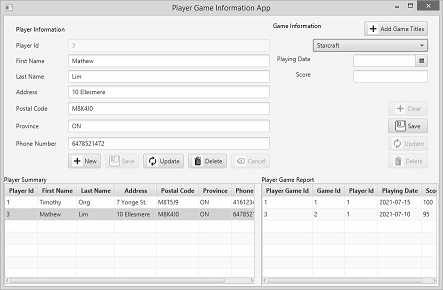 Player Game Information App
Player Information
Game Information
Add Game Titles
Player Id 3
Starcraft
First Name Mathew
Playing Date
Last Name Lim
Score
Address 10 Ellesmere
Postal Code M8K4J0
Clear
Province ON
Save
Phone Number 6478521472
Update
New Save Update Delete Cancel
Delete
Player Summary
Player Id First Name Last Name Address Postal Code Province Phone
1 Timothy Ong 7 Yonge St. M8T5J9 ON 416123
3 Mathew Lim 10 Ellesmere M8K4J0 ON 64785
Player Game Report
Player Game Id Game Id Player Id Playing Date Sco
1 1 1 2021-07-15 100
3 2 1 2021-07-10 95